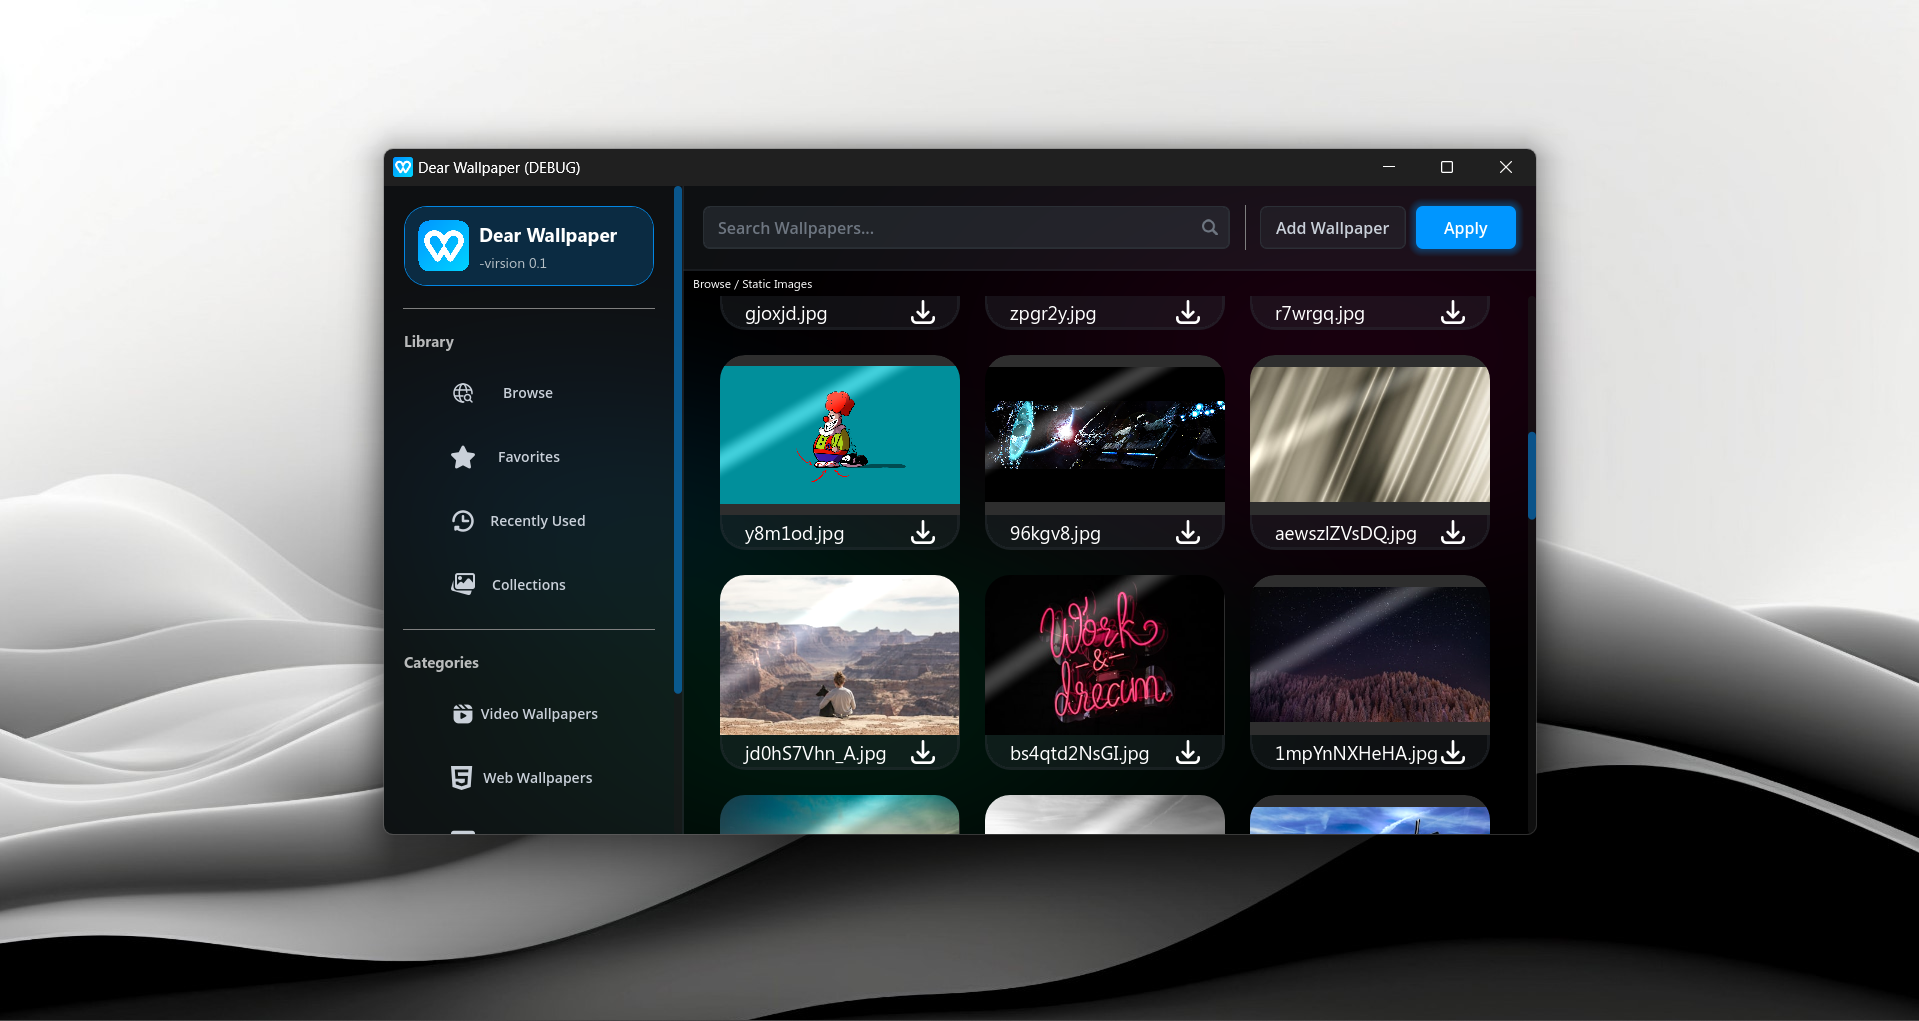 Dear Wallpaper (DEBUG)
Dear Wallpaper
-virsion 0.1
Library
Browse
Favorites
Recently Used
Collections
Categories
Video Wallpapers
Web Wallpapers
Search Wallpapers...
Add Wallpaper
Apply
Browse / Static Images
gjoxjd.jpg
zpgr2y.jpg
r7wrgq.jpg
y8m1od.jpg
96kgv8.jpg
aewszlZVsDQ.jpg
Work
&
dream
jd0hS7Vhn_A.jpg
bs4qtd2NsGI.jpg
1mpYnNXHeHA.jpg